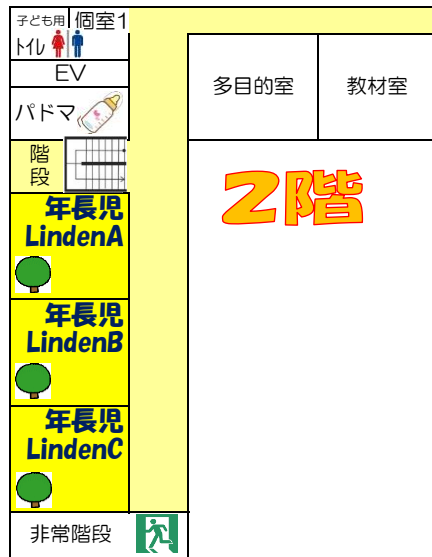 子ども用
個室1
トイレ
EV
パドマ
階
段
多目的室
教材室
2階
年長児
LindenA
年長児
LindenB
年長児
LindenC
非常階段